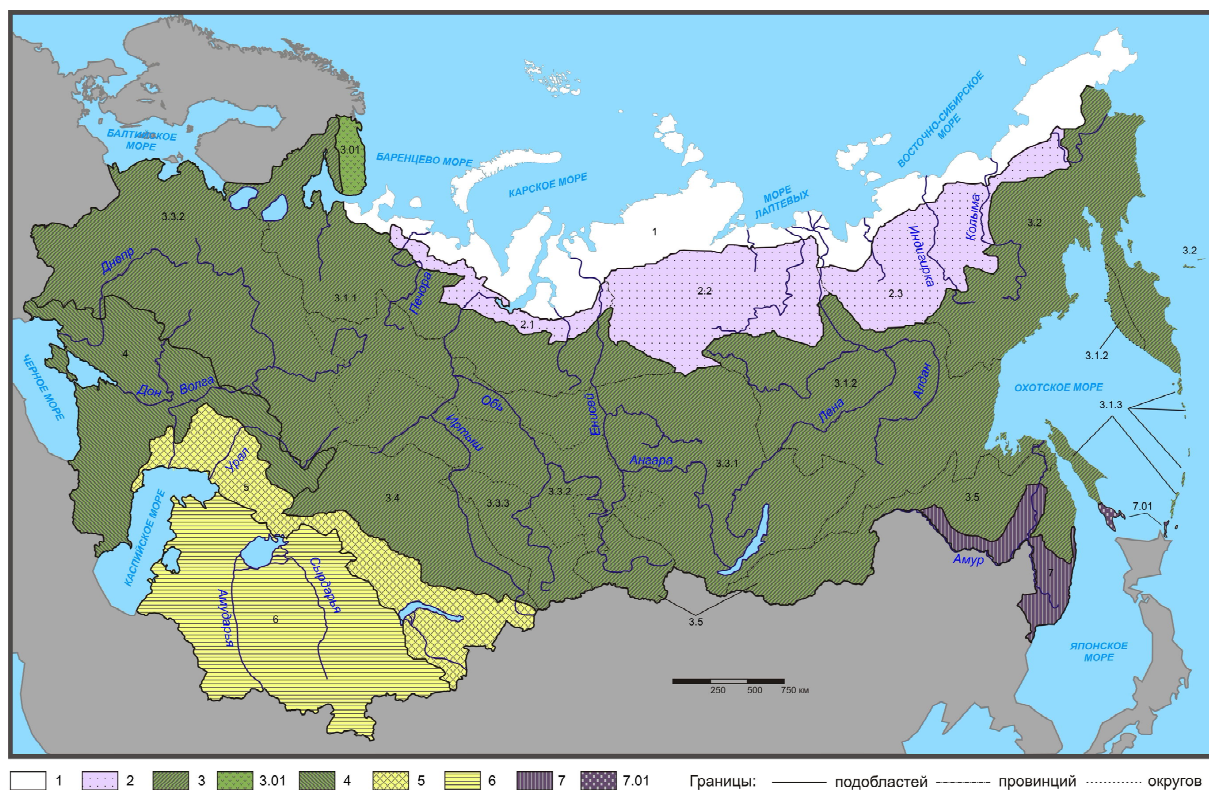 БАЛТИЙСКОЕ
МОРЕ
3.01
БАРЕНЦЕВО МОРЕ
КАРСКОЕ МОРЕ
МОРЕ
ЛАПТЕВЫХ
ВОСТОЧНО-СИБИРСКОЕ
МОРЕ
3.3.2
Днепр
3.1.1
Печора
1
2.1
2.2
2.3
Индигирка
Колыма
3.2
3.2
ЧЕРНОЕ МОРЕ
4
Дон
Волга
Урал
5
Обь
Иртыш
Енисей
Ангара
3.1.2
Лена
Алдан
3.1.2
ОХОТСКОЕ МОРЕ
3.1.3
3.3.1
3.4
3.3.3
3.3.2
3.5
7.01
КАСПИЙСКОЕ МОРЕ
Амударья
Сырдарья
6
3.5
Амур
7
ЯПОНСКОЕ
МОРЕ
250 500 750 км
1 2 3 3.01 4 5 6 7 7.01 Границы: подобластей провинций округов